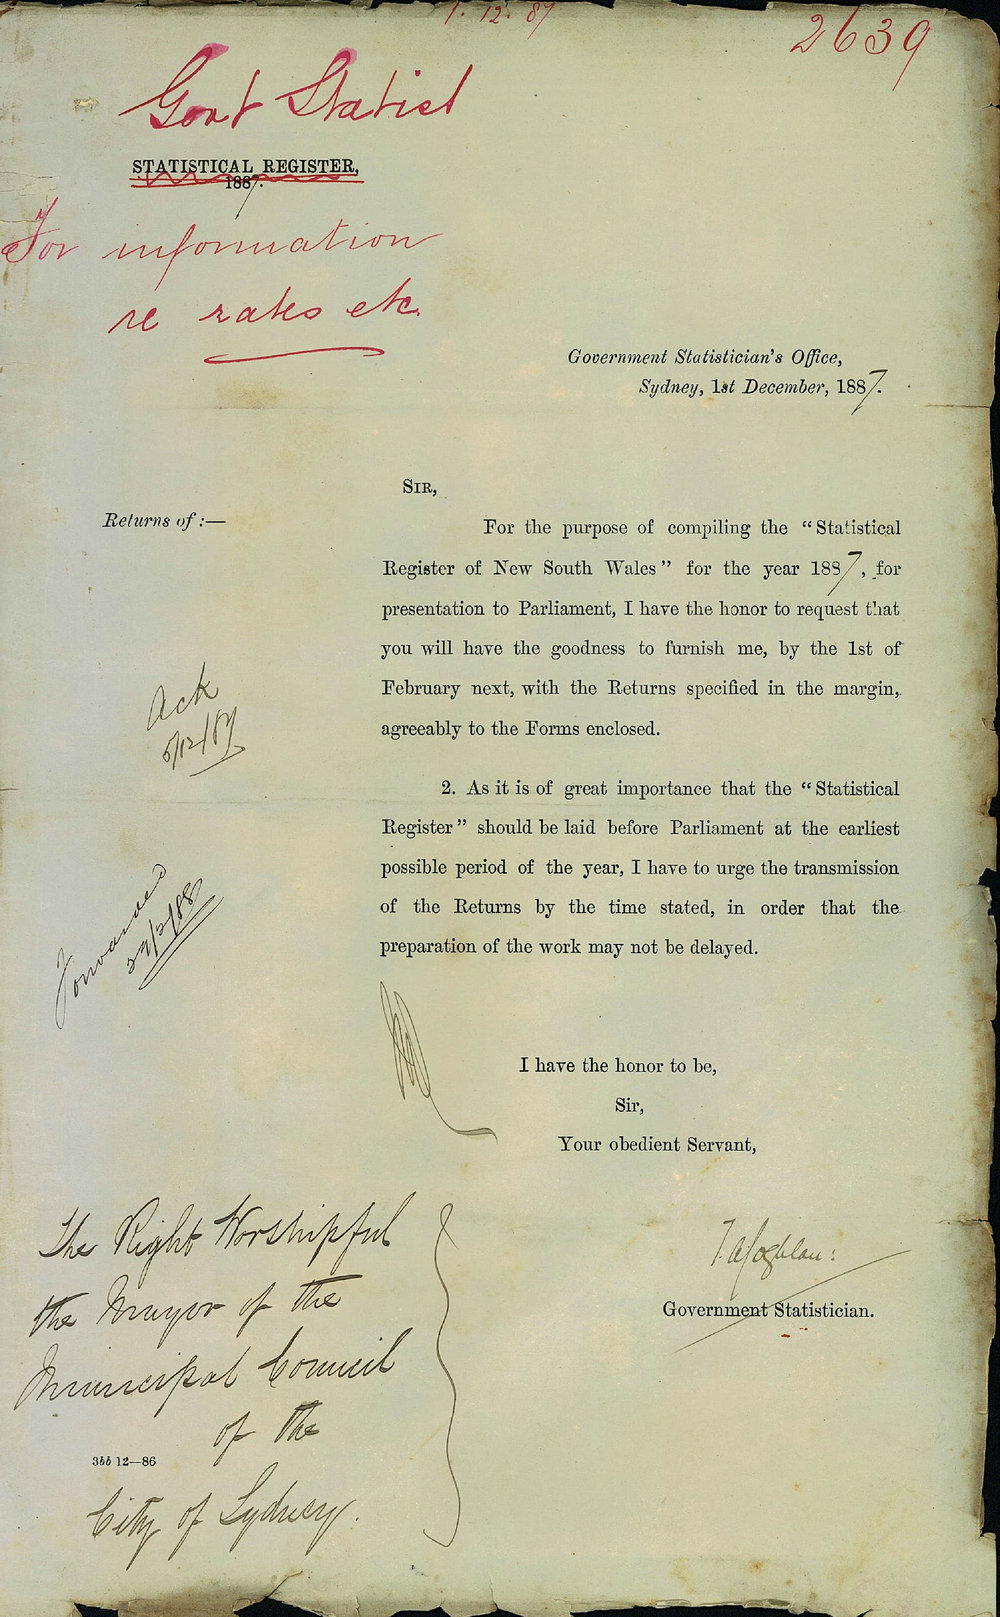 1. 12. 87
2639
Govt Statist
STATISTICAL REGISTER,
1887.
For information
re rates etc.
Government Statistician's Office,
Sydney, 1st December, 1887.
SIR,
Returns of :—
For the purpose of compiling the “Statistical
Register of New South Wales” for the year 1887, for
presentation to Parliament, I have the honor to request that
you will have the goodness to furnish me, by the 1st of
February next, with the Returns specified in the margin,
agreeably to the Forms enclosed.
Ack
5/12/87
2. As it is of great importance that the “Statistical
Register” should be laid before Parliament at the earliest
possible period of the year, I have to urge the transmission
of the Returns by the time stated, in order that the
preparation of the work may not be delayed.
Forwarded
27/2/88
I have the honor to be,
Sir,
Your obedient Servant,
T A Coghlan:
Government Statistician.
The Right Worshipful
the Mayor of the
Municipal Council
of the
City of Sydney.
3bb 12—86